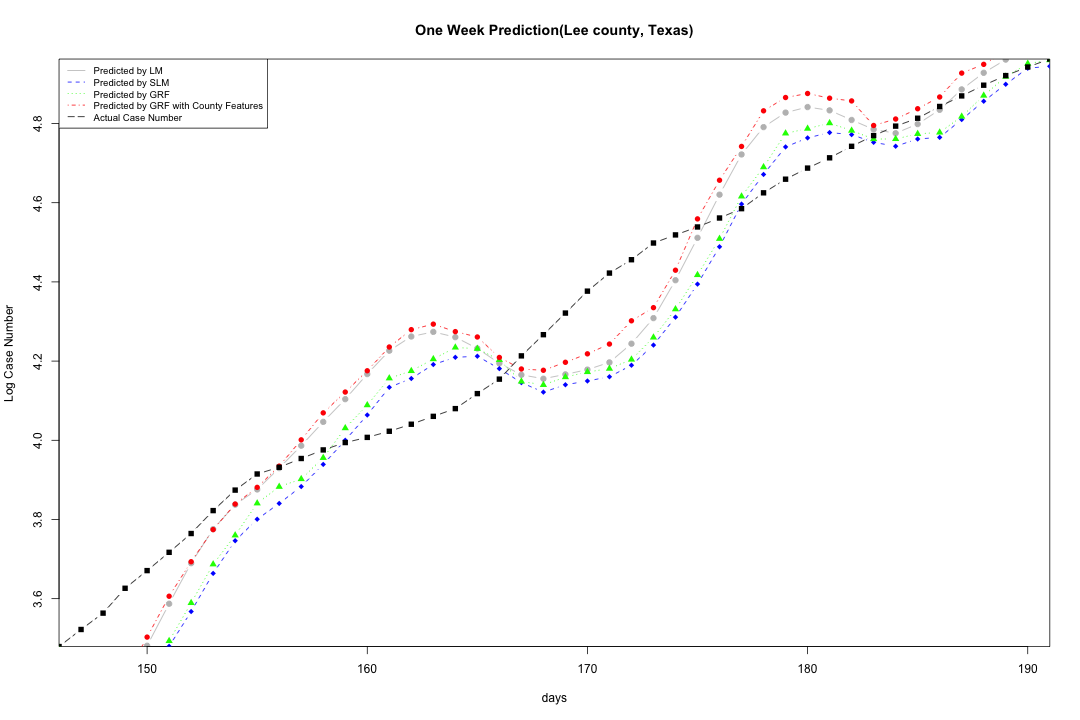 One Week Prediction(Lee county, Texas)
Predicted by LM
Predicted by SLM
Predicted by GRF
Predicted by GRF with County Features
Actual Case Number
Log Case Number
4.8
4.6
4.4
4.2
4.0
3.8
3.6
150 160 170 180 190
days